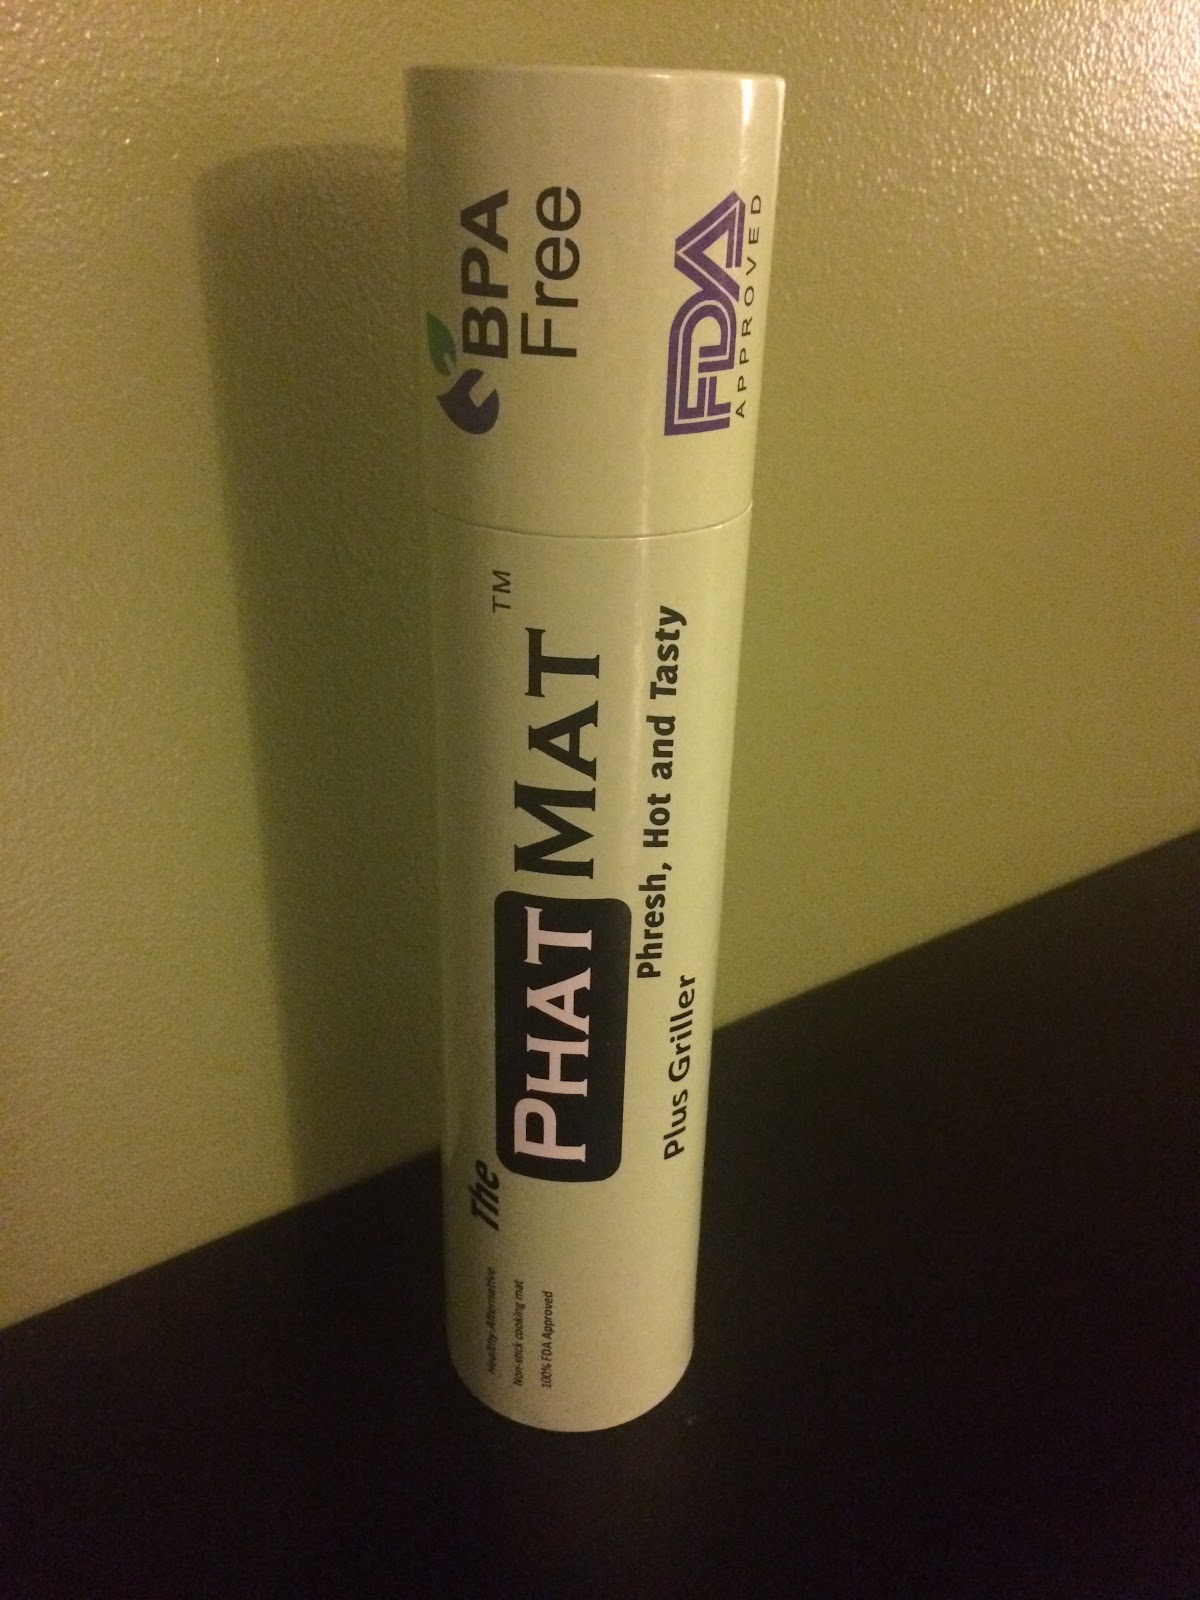 BPA
Free
FDA
APPROVED
The
PHAT MAT ™
Phresh, Hot and Tasty
Plus Griller
Healthy Alternative
Non-stick cooking mat
100% FDA Approved